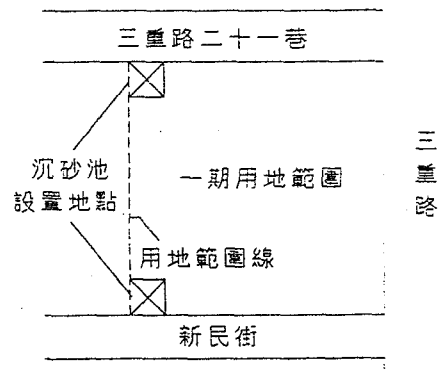 三重路二十一巷
沉砂池
設置地點
一期用地範圍
三重路
用地範圍線
新民街